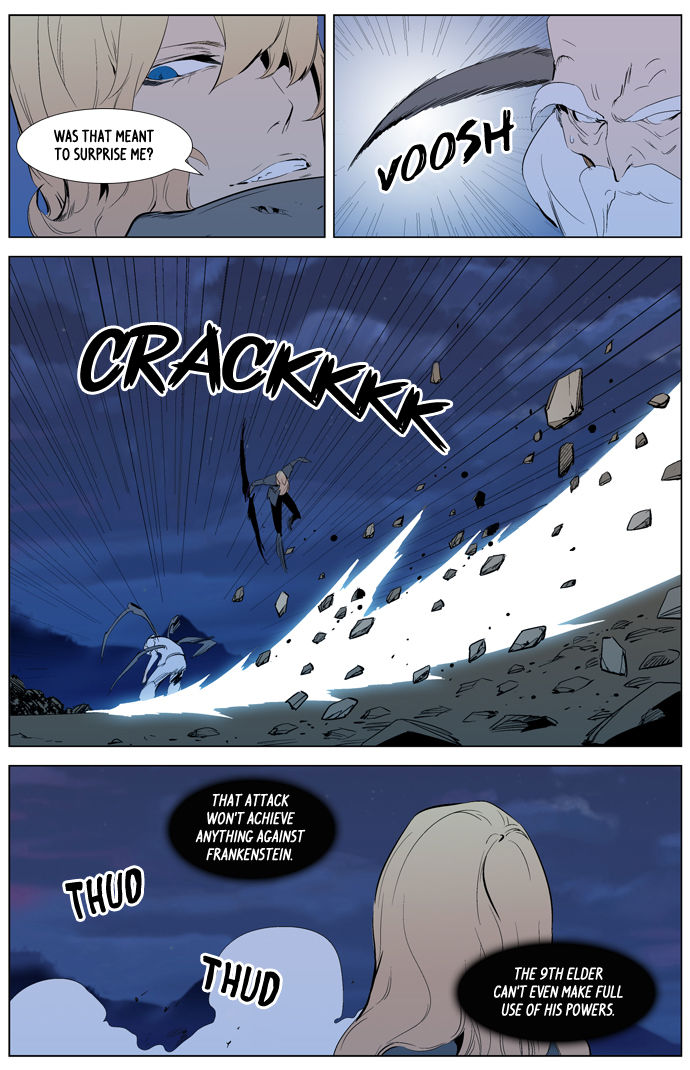 WAS THAT MEANT
TO SURPRISE ME?
VOOSH
CRACKKKK
THAT ATTACK
WON'T ACHIEVE
ANYTHING AGAINST
FRANKENSTEIN.
THUD
THUD
THE 9TH ELDER
CAN'T EVEN MAKE FULL
USE OF HIS POWERS.